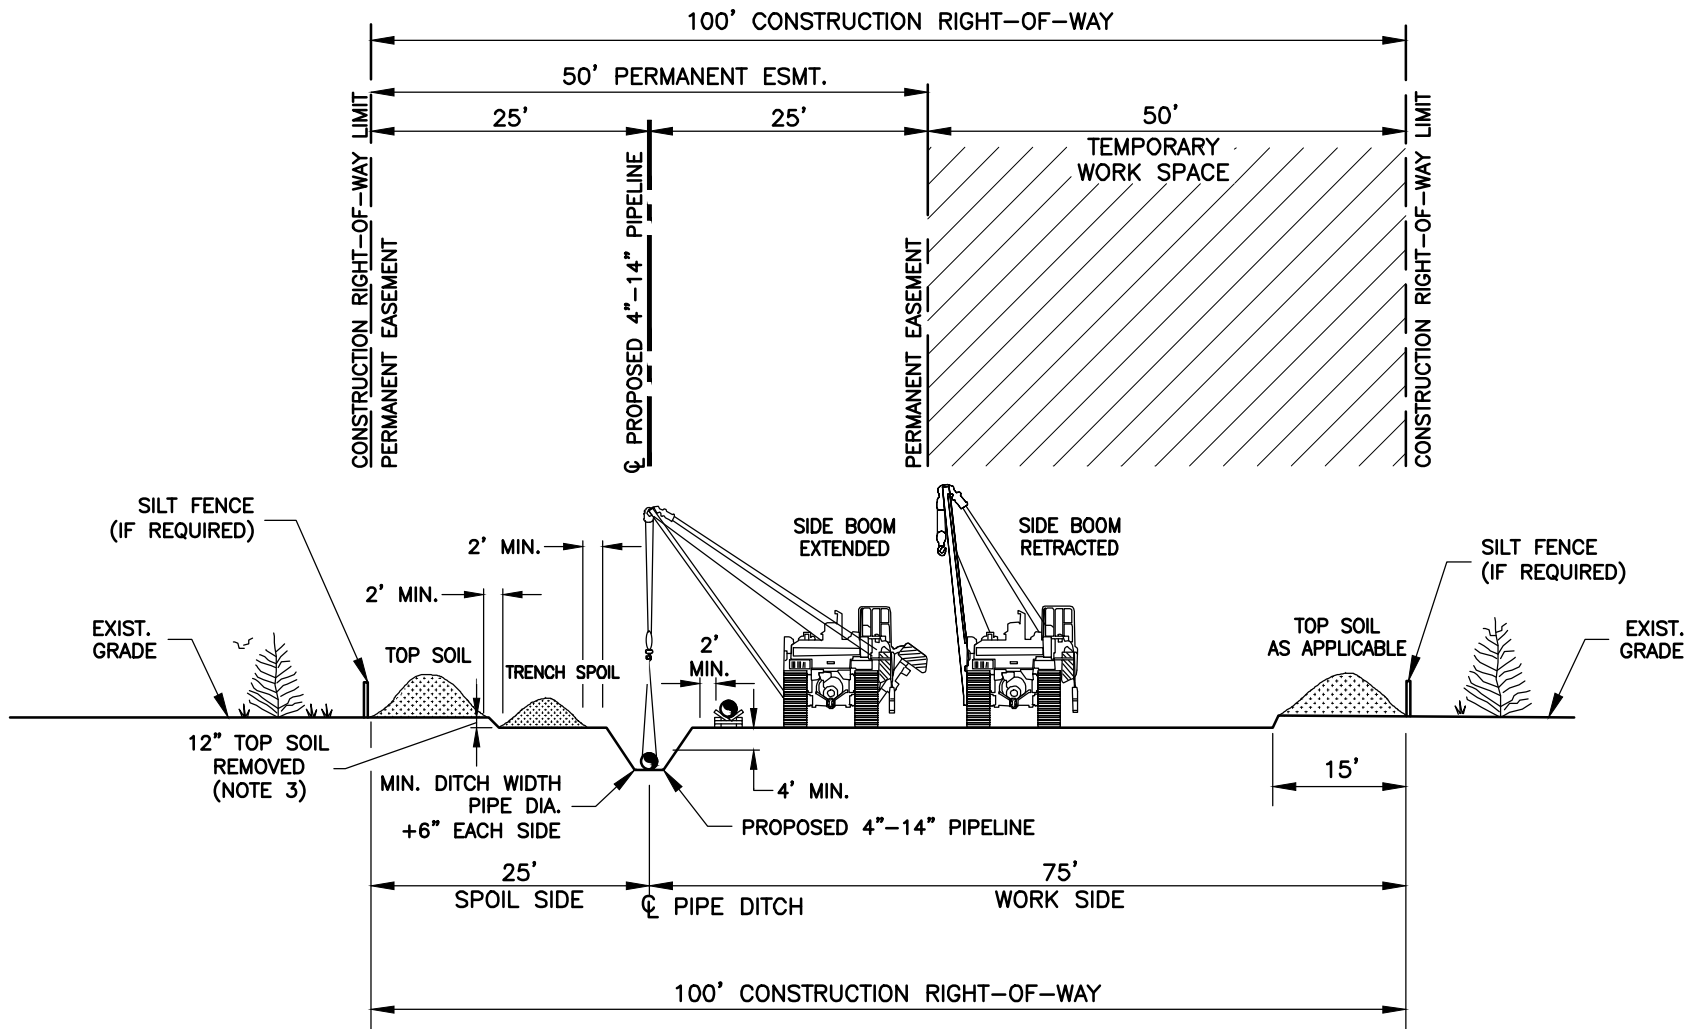 100' CONSTRUCTION RIGHT-OF-WAY
50' PERMANENT ESMT.
25'
25'
50'
TEMPORARY
WORK SPACE
CONSTRUCTION RIGHT-OF-WAY LIMIT
PERMANENT EASEMENT
℄ PROPOSED 4"-14" PIPELINE
PERMANENT EASEMENT
CONSTRUCTION RIGHT-OF-WAY LIMIT
SILT FENCE
(IF REQUIRED)
2' MIN.
2' MIN.
SIDE BOOM
EXTENDED
SIDE BOOM
RETRACTED
SILT FENCE
(IF REQUIRED)
EXIST.
GRADE
TOP SOIL
TRENCH SPOIL
2'
MIN.
TOP SOIL
AS APPLICABLE
EXIST.
GRADE
12" TOP SOIL
REMOVED
(NOTE 3)
MIN. DITCH WIDTH
PIPE DIA.
+6" EACH SIDE
4' MIN.
PROPOSED 4"-14" PIPELINE
15'
25'
SPOIL SIDE
℄ PIPE DITCH
75'
WORK SIDE
100' CONSTRUCTION RIGHT-OF-WAY